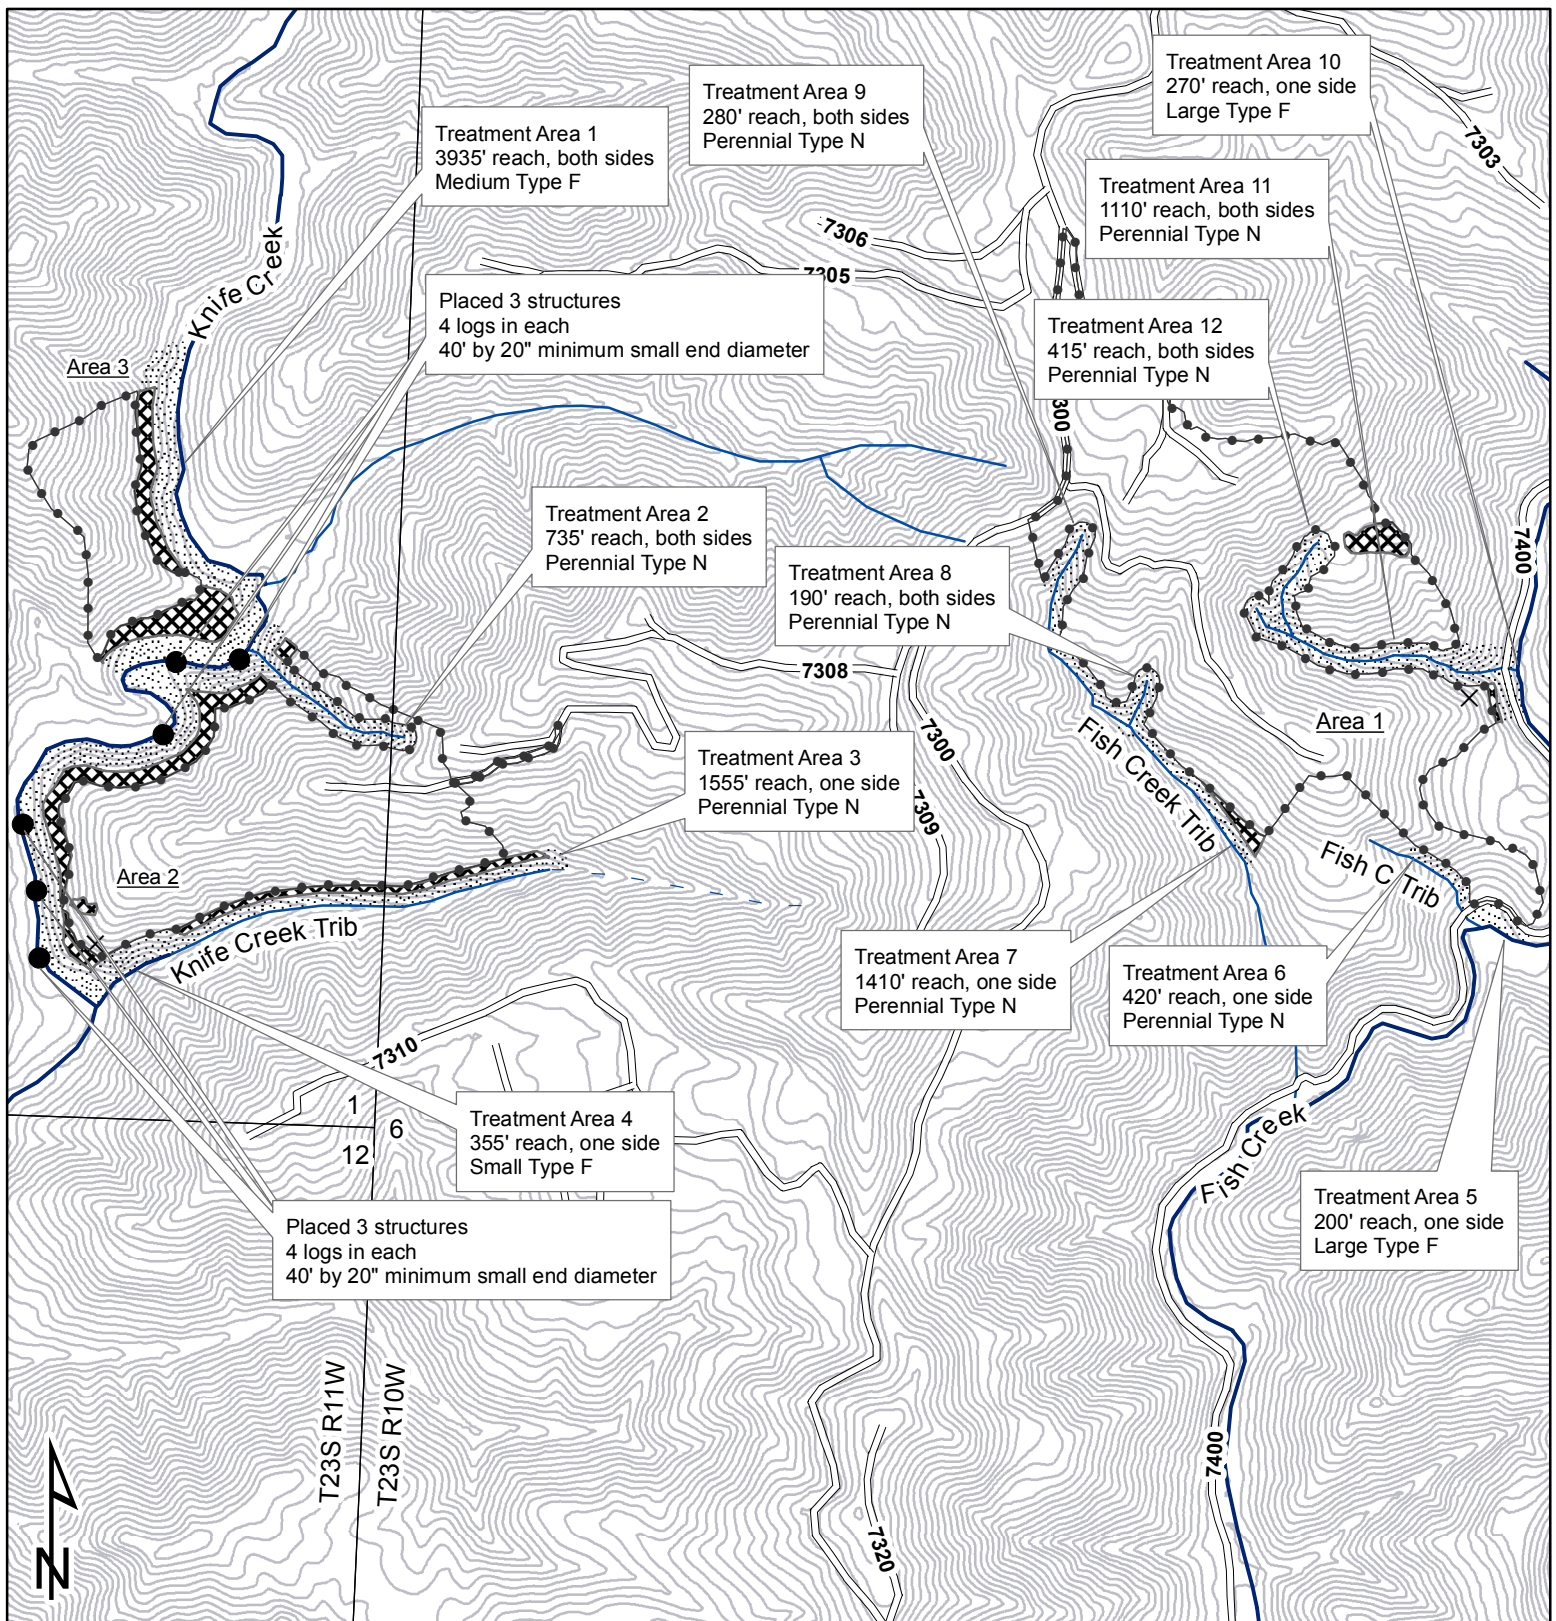 Treatment Area 10
270' reach, one side
Large Type F
Treatment Area 9
280' reach, both sides
Perennial Type N
Treatment Area 1
3935' reach, both sides
Medium Type F
7303
Treatment Area 11
1110' reach, both sides
Perennial Type N
7306
7305
Knife Creek
Placed 3 structures
4 logs in each
40' by 20" minimum small end diameter
Treatment Area 12
415' reach, both sides
Perennial Type N
Area 3
300
Treatment Area 2
735' reach, both sides
Perennial Type N
7400
Treatment Area 8
190' reach, both sides
Perennial Type N
7308
7300
Area 1
Fish Creek Trib
Treatment Area 3
1555' reach, one side
Perennial Type N
7309
Area 2
Fish C Trib
Knife Creek Trib
Treatment Area 7
1410' reach, one side
Perennial Type N
Treatment Area 6
420' reach, one side
Perennial Type N
7310
1
6
12
Treatment Area 4
355' reach, one side
Small Type F
Fish Creek
Treatment Area 5
200' reach, one side
Large Type F
Placed 3 structures
4 logs in each
40' by 20" minimum small end diameter
T23S R11W
T23S R10W
7400
7320
N